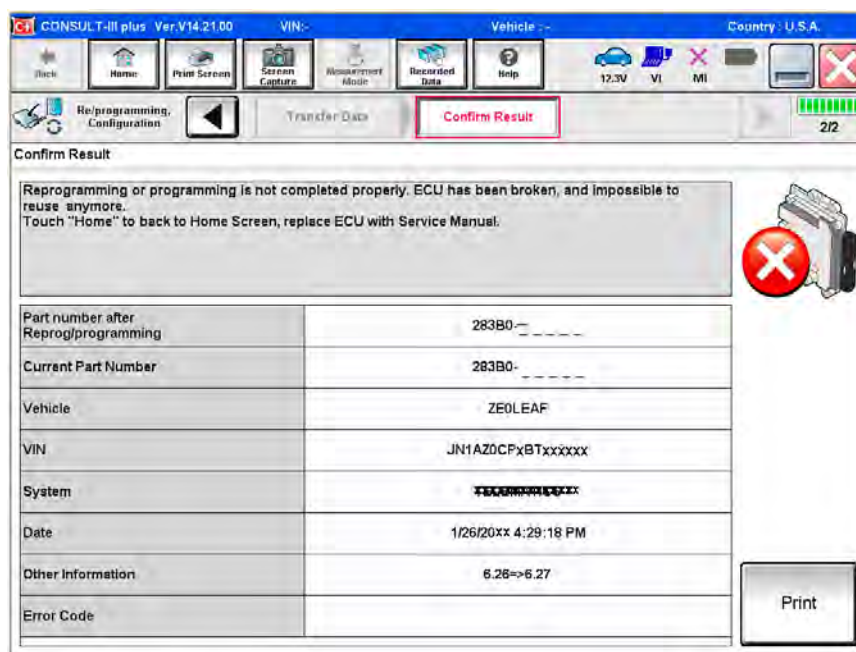 C+ CONSULT-III plus Ver.V14.21.00 VIN:- Vehicle :- Country : U.S.A.
Back Home Print Screen Screen Capture Measurement Mode Recorded Data Help 12.3V VI MI
Re/programming, Configuration Transfer Data Confirm Result 2/2
Confirm Result
Reprogramming or programming is not completed properly. ECU has been broken, and impossible to
reuse anymore.
Touch "Home" to back to Home Screen, replace ECU with Service Manual.
Part number after
Reprog/programming 283B0-_ _ _ _ _
Current Part Number 283B0-_ _ _ _ _
Vehicle ZE0LEAF
VIN JN1AZ0CPxBTxxxxxx
System
Date 1/26/20xx 4:29:18 PM
Other Information 6.26=>6.27
Error Code
Print